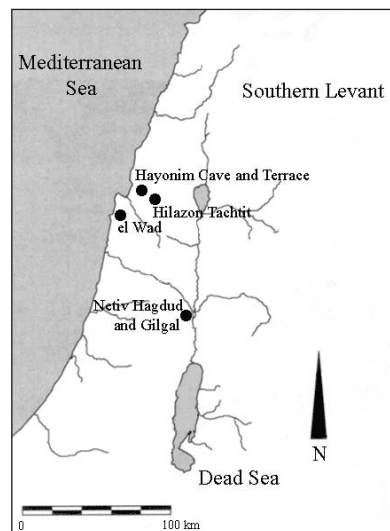 Mediterranean
Sea
Southern Levant
Hayonim Cave and Terrace
Hilazon Tachtit
el Wad
Netiv Hagdud
and Gilgal
N
Dead Sea
0
100 km